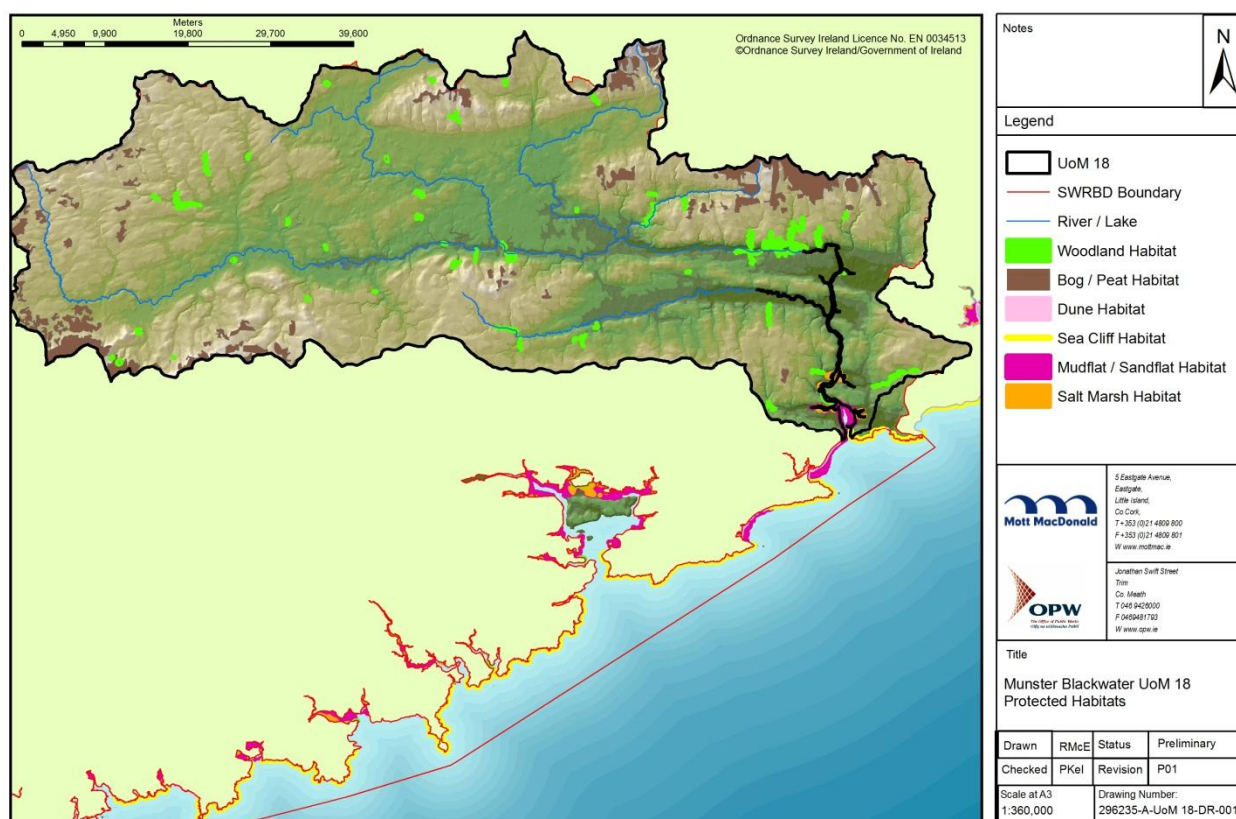 Meters
0 4,950 9,900 19,800 29,700 39,600
Ordnance Survey Ireland Licence No. EN 0034513
©Ordnance Survey Ireland/Government of Ireland
Notes
N
Legend
UoM 18
SWRBD Boundary
River / Lake
Woodland Habitat
Bog / Peat Habitat
Dune Habitat
Sea Cliff Habitat
Mudflat / Sandflat Habitat
Salt Marsh Habitat
Mott MacDonald
5 Eastgate Avenue,
Eastgate,
Little Island,
Co Cork,
T +353 (0)21 4809 800
F +353 (0)21 4809 801
W www.mottmac.ie
OPW
The Office of Public Works
Jonathan Swift Street
Trim
Co. Meath
T 046 9426000
F 0469481793
W www.opw.ie
Title
Munster Blackwater UoM 18
Protected Habitats
Drawn RMcE Status Preliminary
Checked PKel Revision P01
Scale at A3
1:360,000
Drawing Number:
296235-A-UoM 18-DR-001